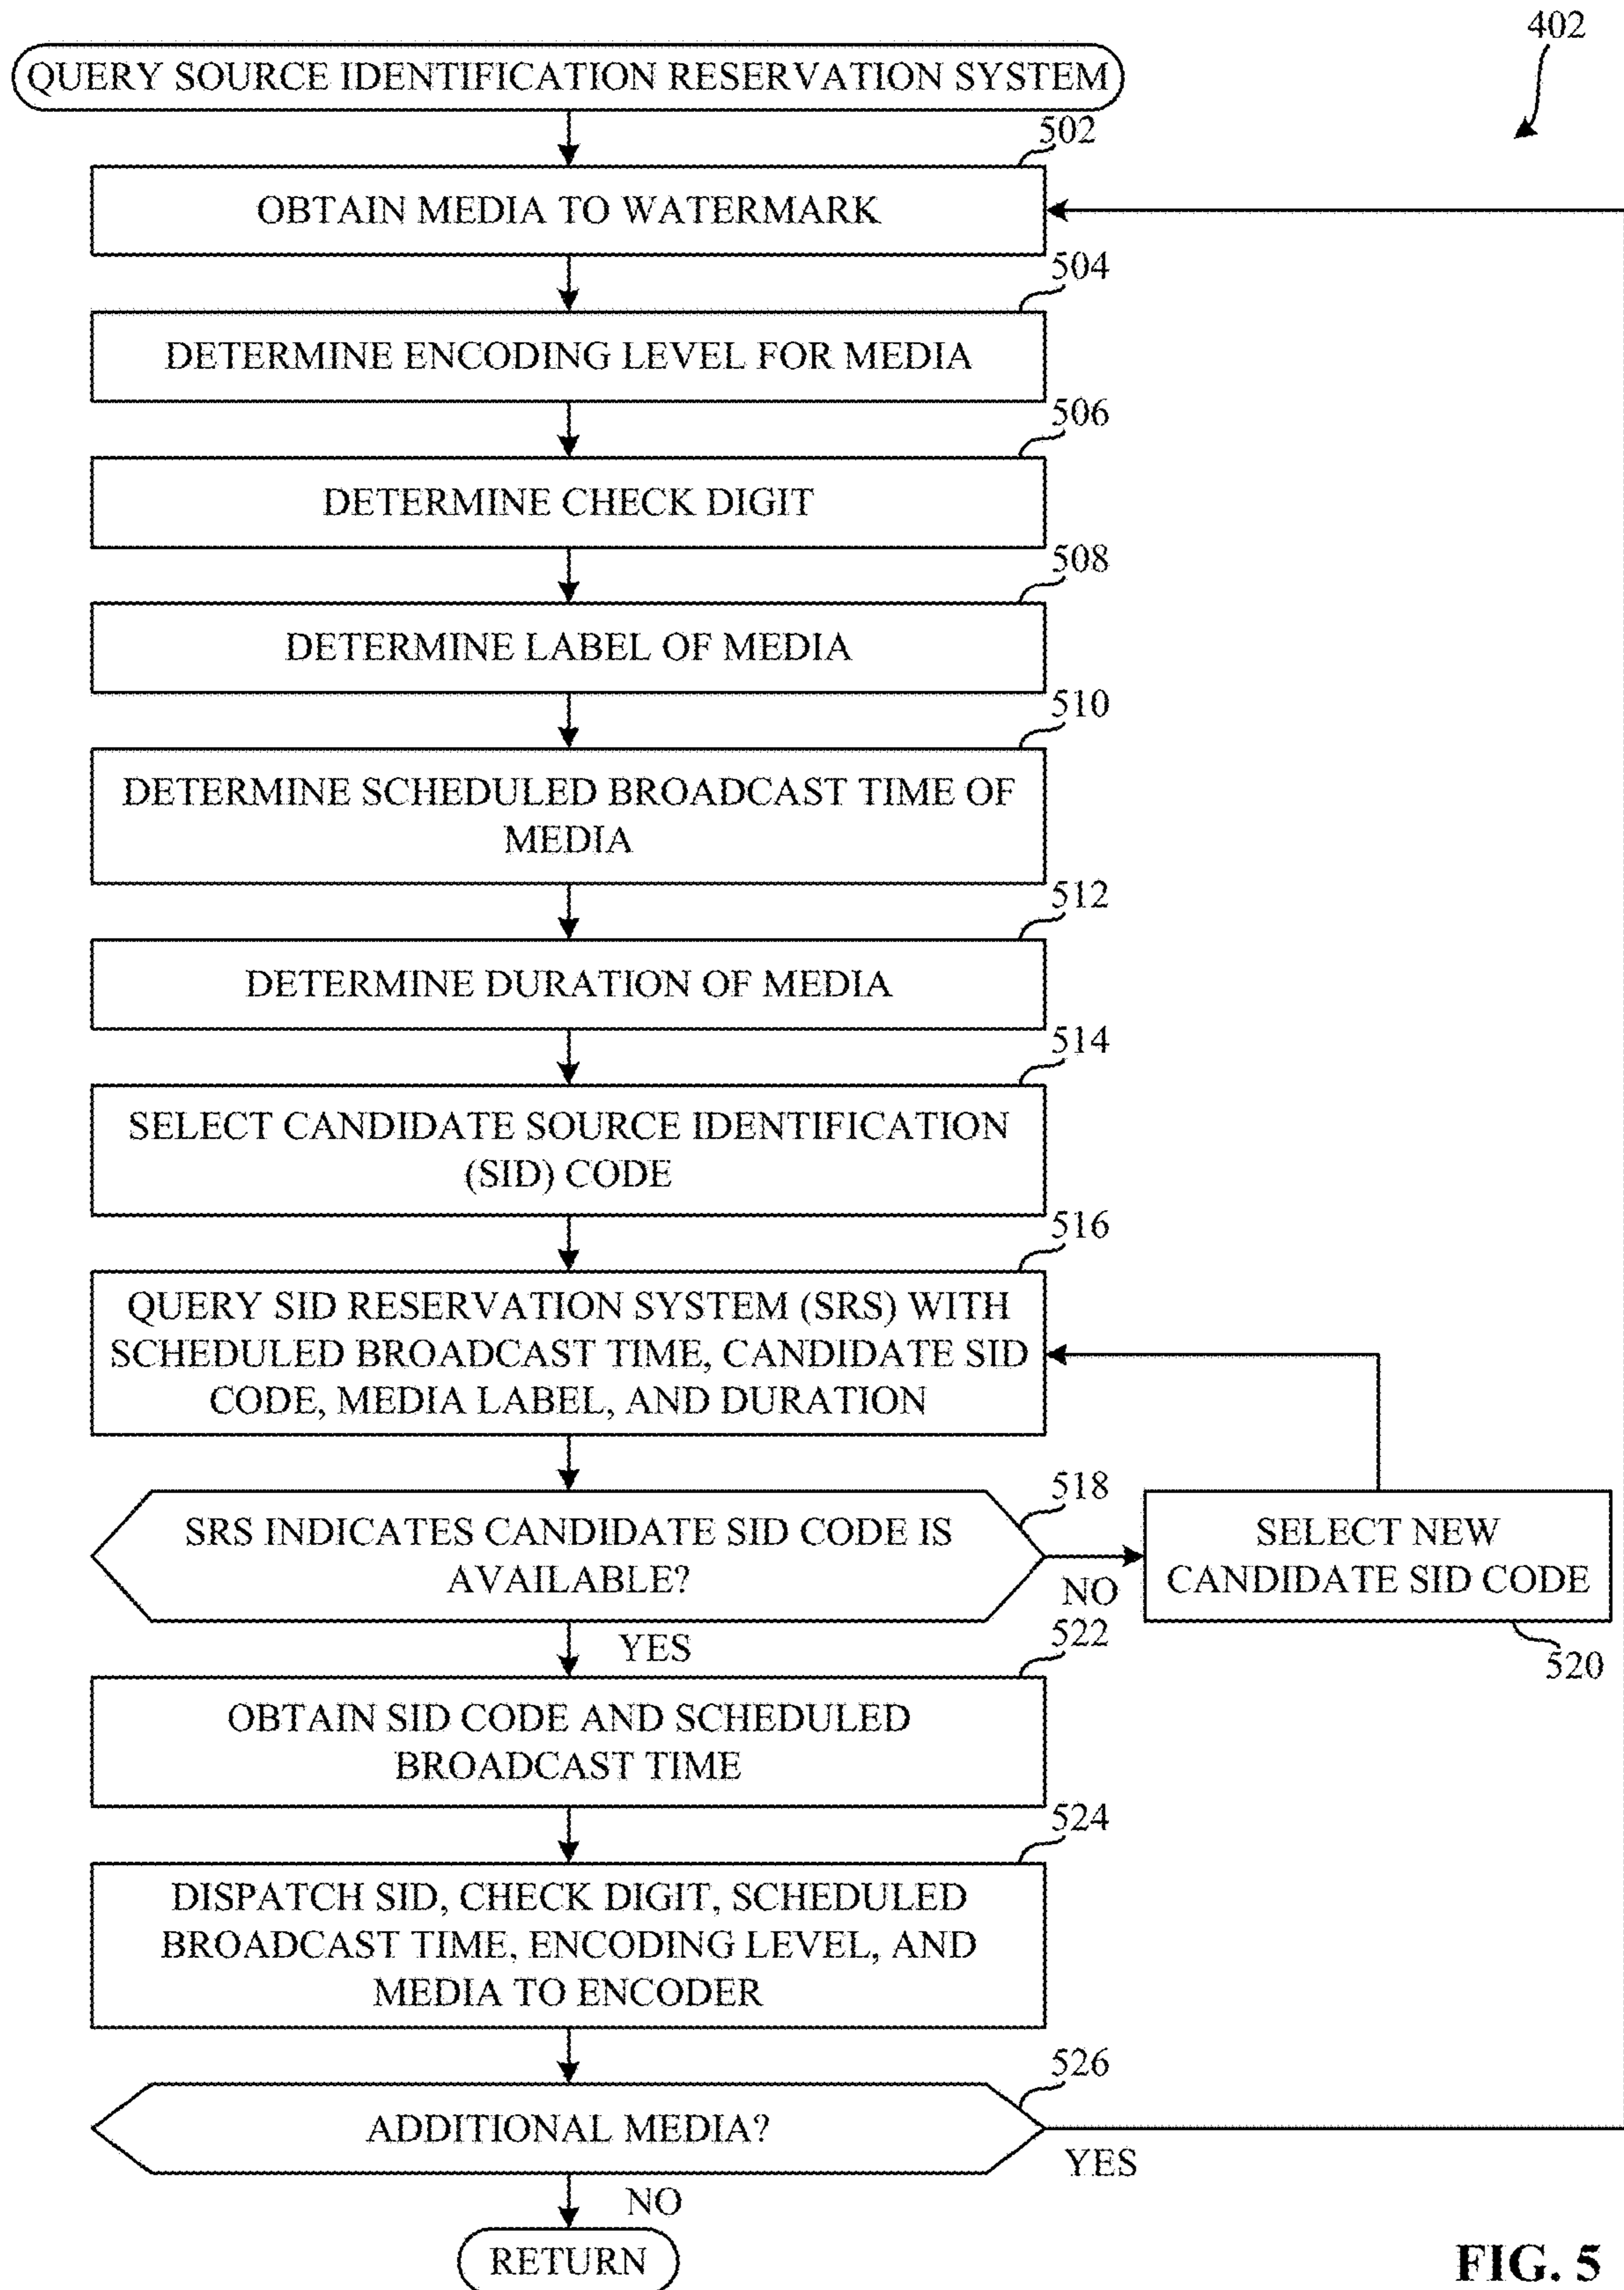 402
QUERY SOURCE IDENTIFICATION RESERVATION SYSTEM
502
OBTAIN MEDIA TO WATERMARK
504
DETERMINE ENCODING LEVEL FOR MEDIA
506
DETERMINE CHECK DIGIT
508
DETERMINE LABEL OF MEDIA
510
DETERMINE SCHEDULED BROADCAST TIME OF
MEDIA
512
DETERMINE DURATION OF MEDIA
514
SELECT CANDIDATE SOURCE IDENTIFICATION
(SID) CODE
516
QUERY SID RESERVATION SYSTEM (SRS) WITH
SCHEDULED BROADCAST TIME, CANDIDATE SID
CODE, MEDIA LABEL, AND DURATION
518
SRS INDICATES CANDIDATE SID CODE IS
AVAILABLE?
NO
SELECT NEW
CANDIDATE SID CODE
520
YES
522
OBTAIN SID CODE AND SCHEDULED
BROADCAST TIME
524
DISPATCH SID, CHECK DIGIT, SCHEDULED
BROADCAST TIME, ENCODING LEVEL, AND
MEDIA TO ENCODER
526
ADDITIONAL MEDIA?
YES
NO
RETURN
FIG. 5